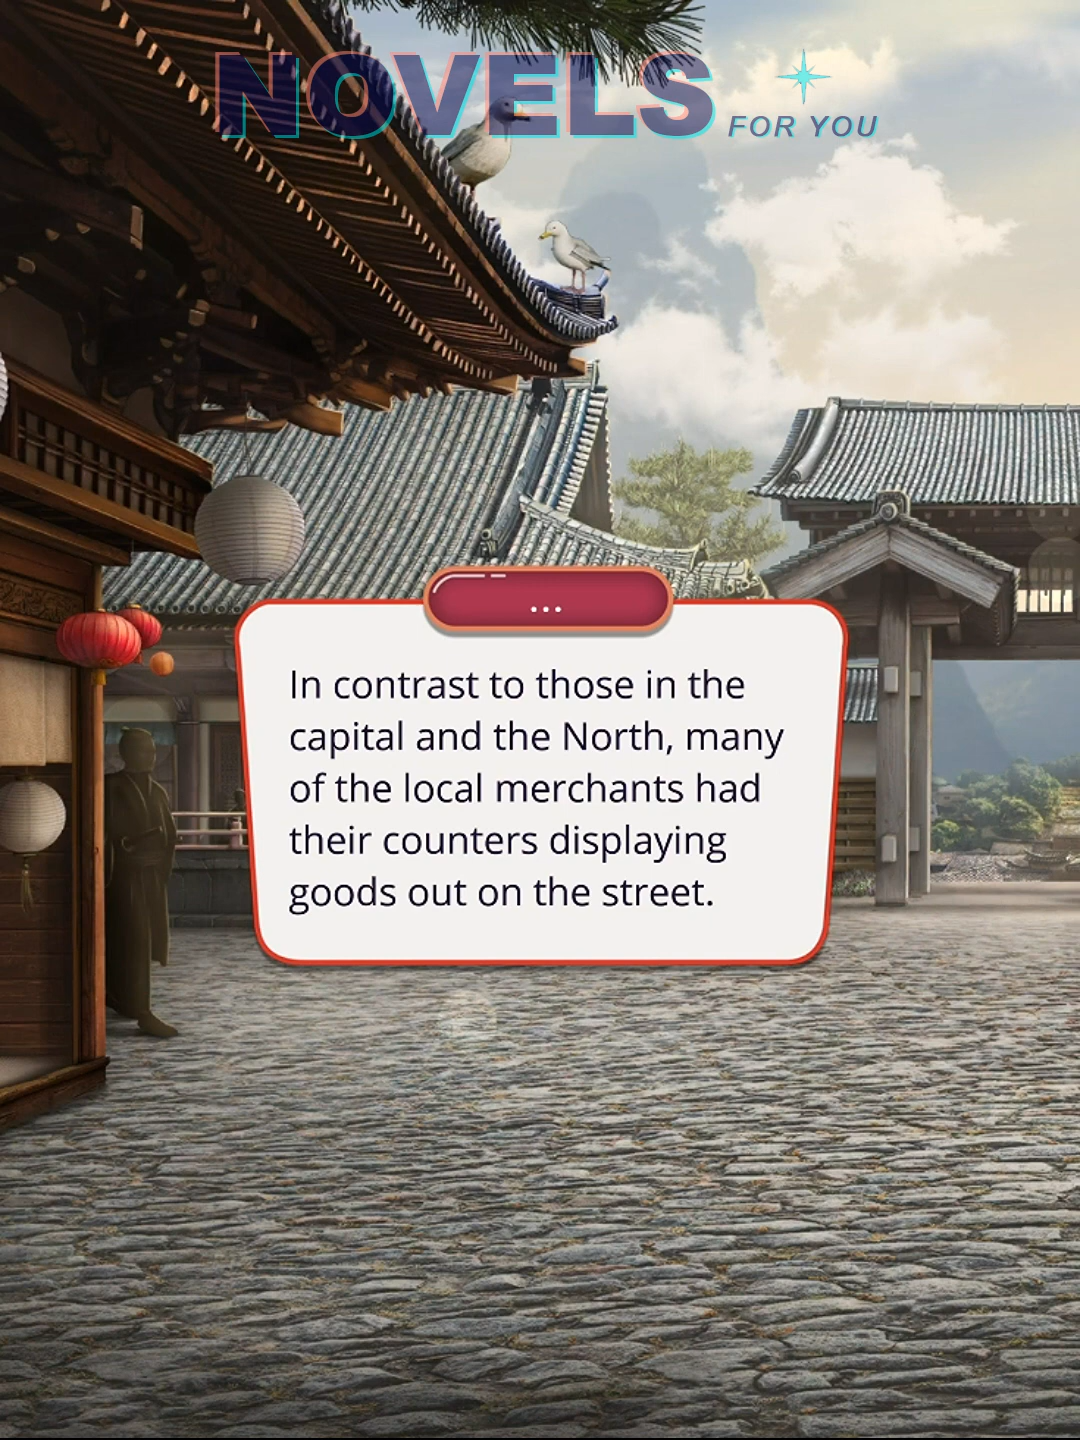 NOVELS FOR YOU
...
In contrast to those in the
capital and the North, many
of the local merchants had
their counters displaying
goods out on the street.